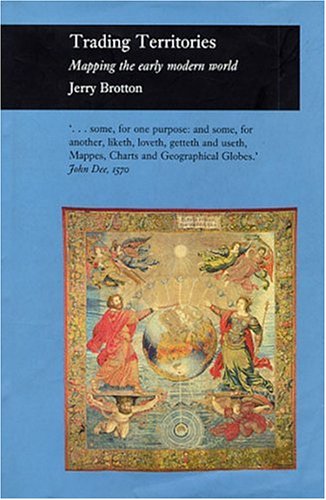 Trading Territories
Mapping the early modern world
Jerry Brotton
‘. . . some, for one purpose: and some, for
another, liketh, loveth, getteth and useth,
Mappes, Charts and Geographical Globes.’
John Dee, 1570